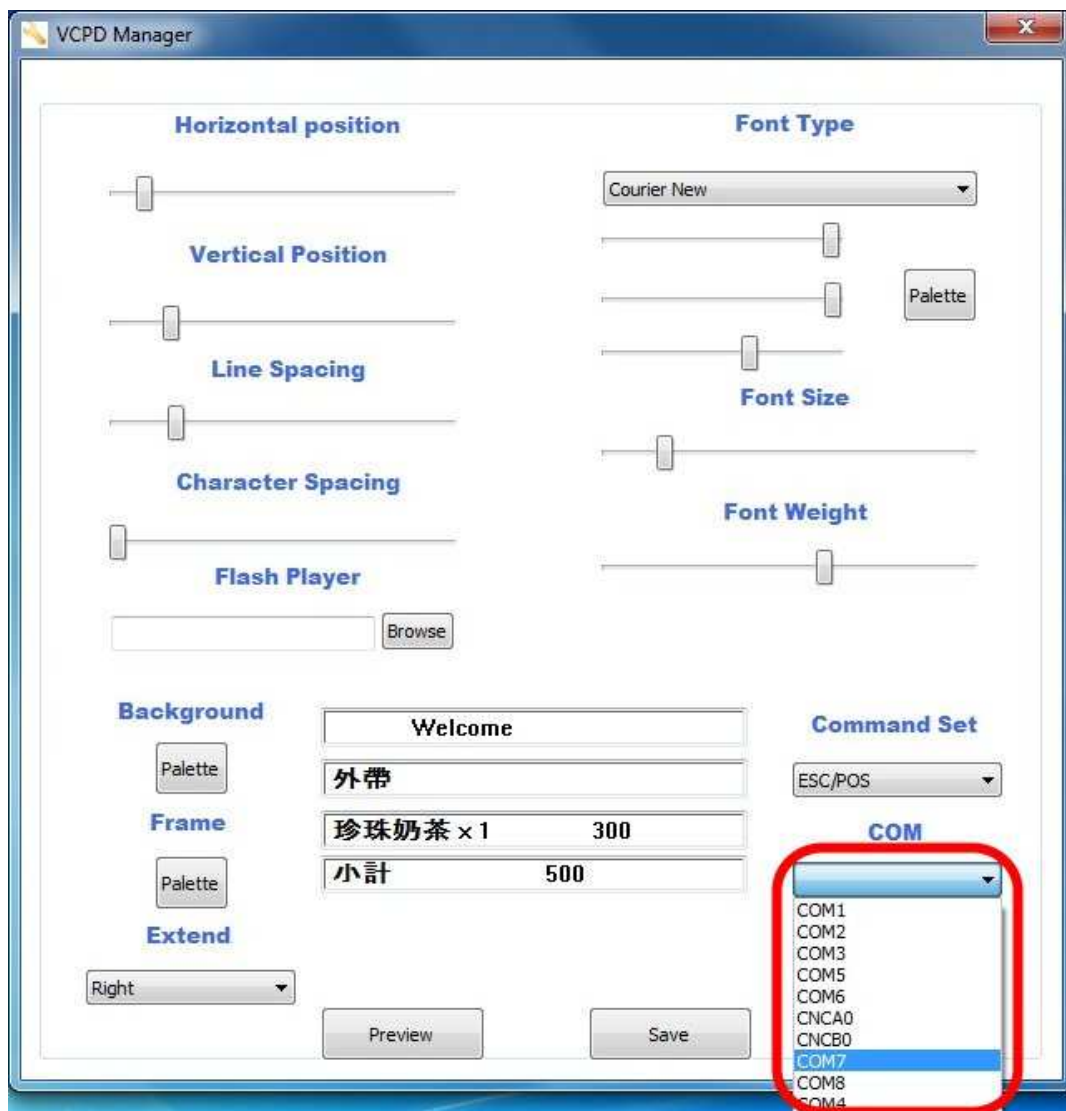 VCPD Manager
Horizontal position
Vertical Position
Line Spacing
Character Spacing
Flash Player
Browse
Font Type
Courier New
Palette
Font Size
Font Weight
Background
Palette
Frame
Palette
Extend
Right
Welcome
外帶
珍珠奶茶 x 1 300
小計 500
Preview
Save
Command Set
ESC/POS
COM
COM1
COM2
COM3
COM5
COM6
CNCA0
CNCB0
COM7
COM8
COM4